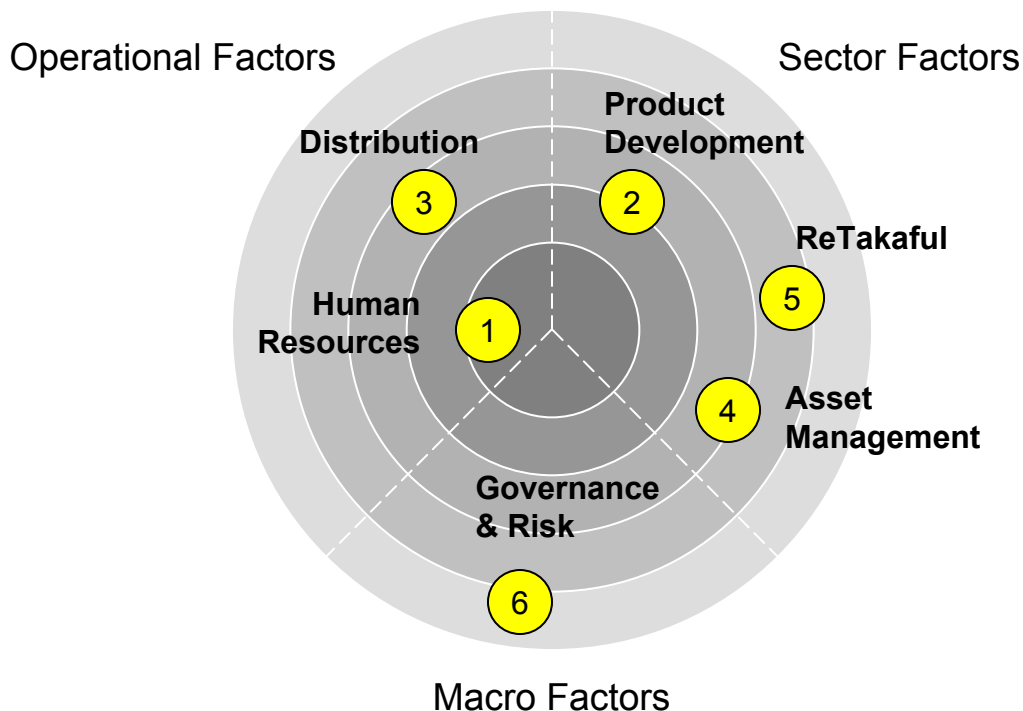 Operational Factors
Sector Factors
Product
Development
Distribution
3
2
ReTakaful
5
Human
Resources
1
Asset
Management
4
Governance
& Risk
6
Macro Factors